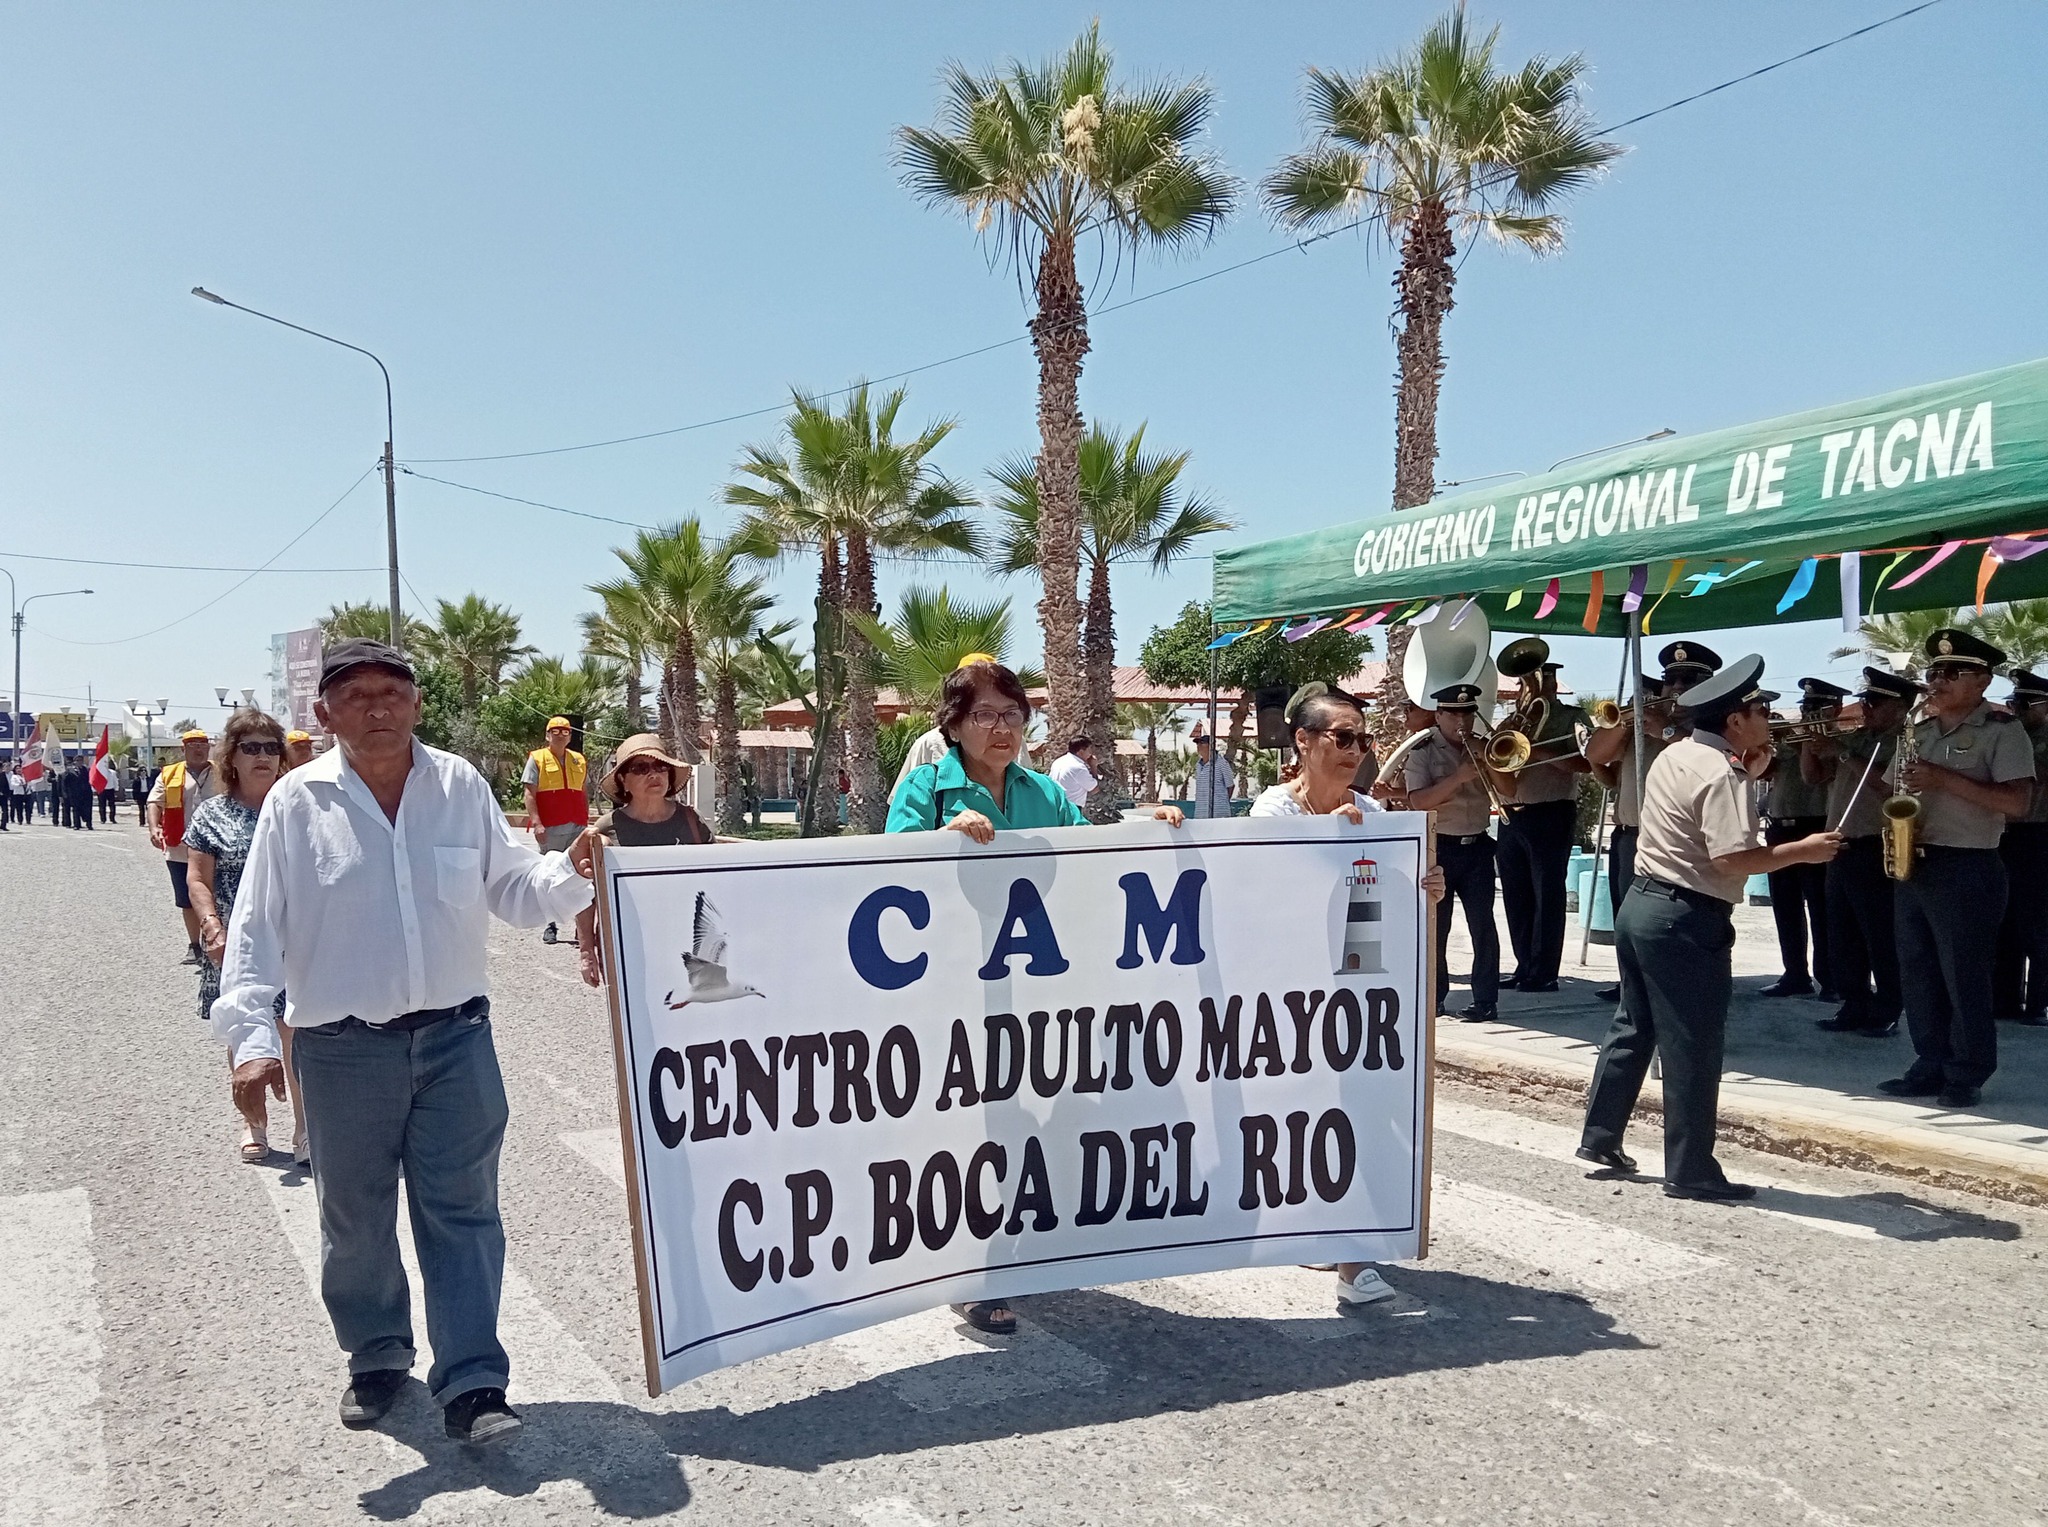 GOBIERNO REGIONAL DE TACNA
CAM
CENTRO ADULTO MAYOR
C.P. BOCA DEL RIO